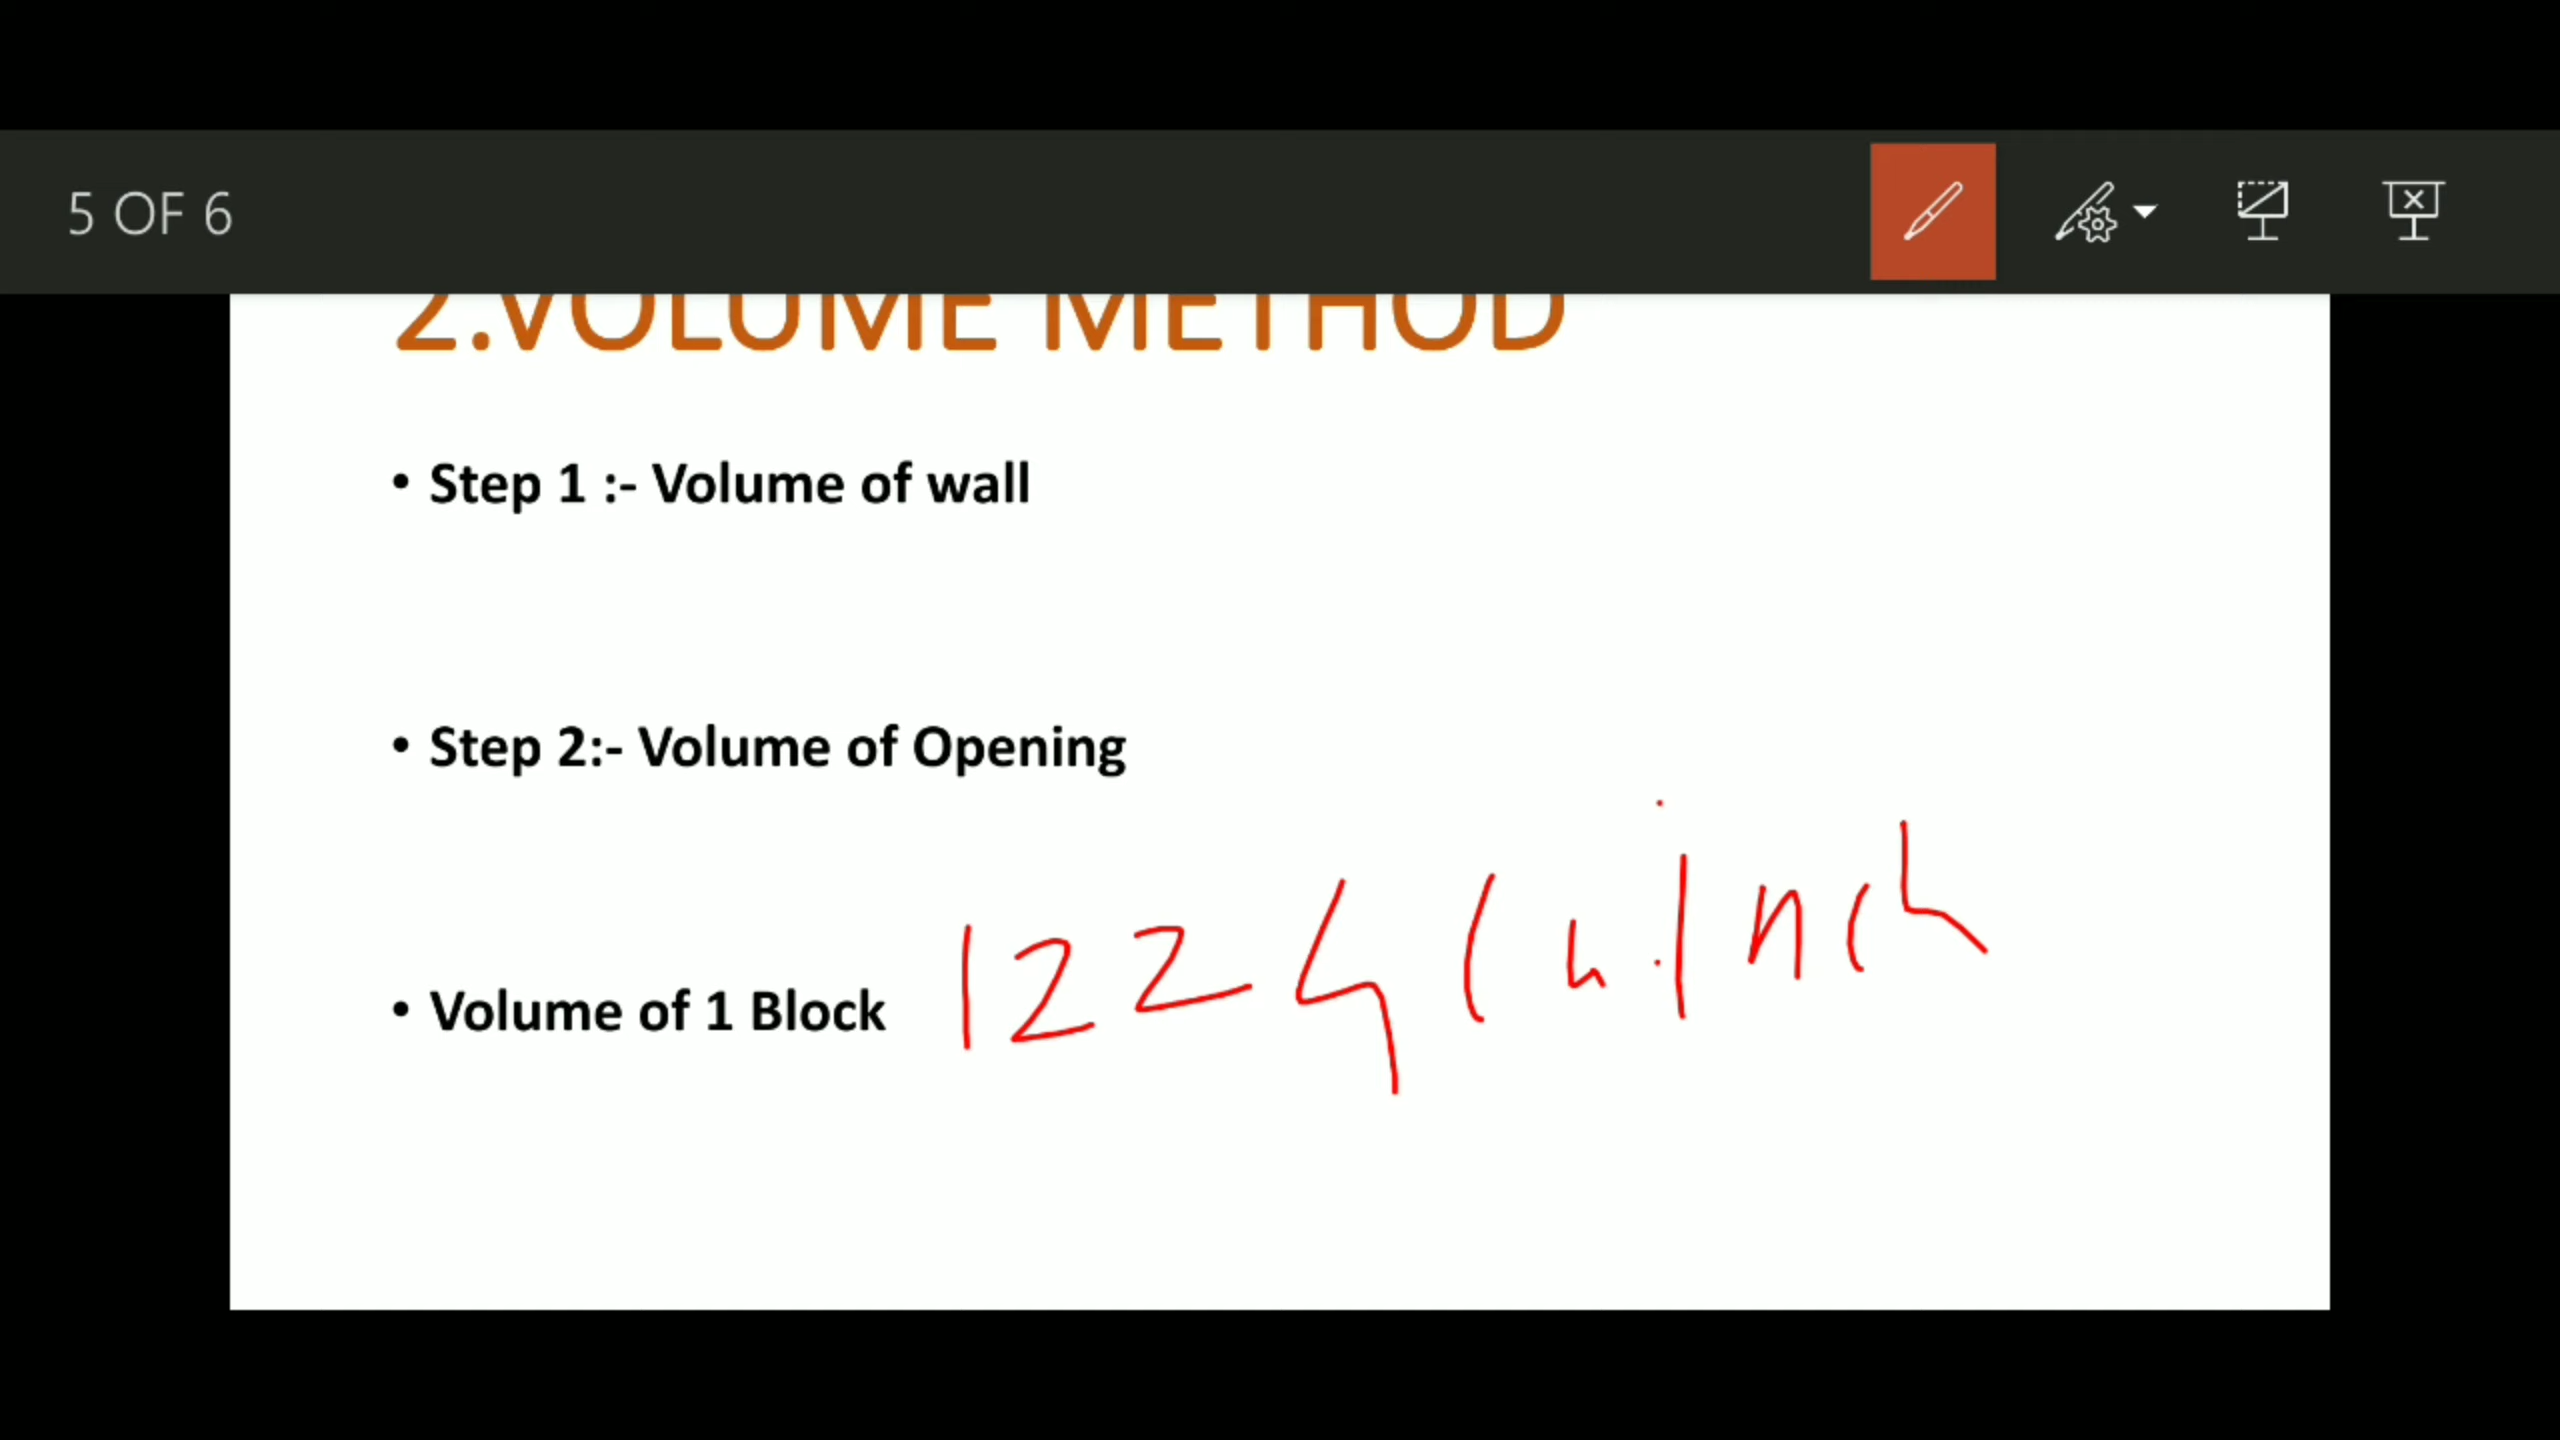 5 OF 6
2.VOLUME METHOD
• Step 1 :- Volume of wall
• Step 2:- Volume of Opening
• Volume of 1 Block 1224 Cu.Inch